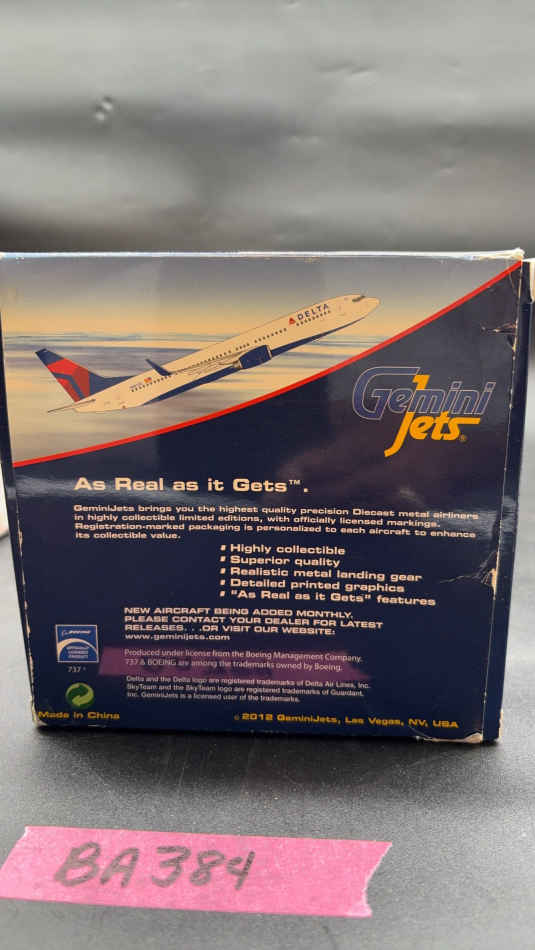 DELTA
Gemini
Jets®
As Real as it Gets™.
GeminiJets brings you the highest quality precision Diecast metal airliners
in highly collectible limited editions, with officially licensed markings.
Registration-marked packaging is personalized to each aircraft to enhance
its collectible value.
Highly collectible
Superior quality
Realistic metal landing gear
Detailed printed graphics
"As Real as it Gets" features
NEW AIRCRAFT BEING ADDED MONTHLY.
PLEASE CONTACT YOUR DEALER FOR LATEST
RELEASES. . .OR VISIT OUR WEBSITE:
www.geminijets.com
BOEING
OFFICIALLY
LICENSED
PRODUCT
737
Produced under license from the Boeing Management Company.
737 & BOEING are among the trademarks owned by Boeing.
Delta and the Delta logo are registered trademarks of Delta Air Lines, Inc.
SkyTeam and the SkyTeam logo are registered trademarks of Guardant,
Inc. GeminiJets is a licensed user of the trademarks.
Made in China
© 2012 GeminiJets, Las Vegas, NV, USA
BA384